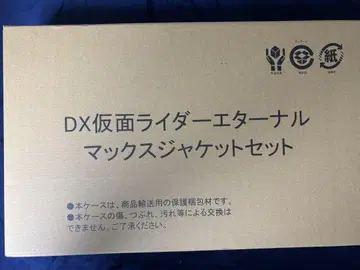 紙
DX仮面ライダーエターナル
マックスジャケットセット
●本ケースは、商品輸送用の保護梱包材です。
●本ケースの傷、つぶれ、汚れ等による交換は
できません。ご了承ください。